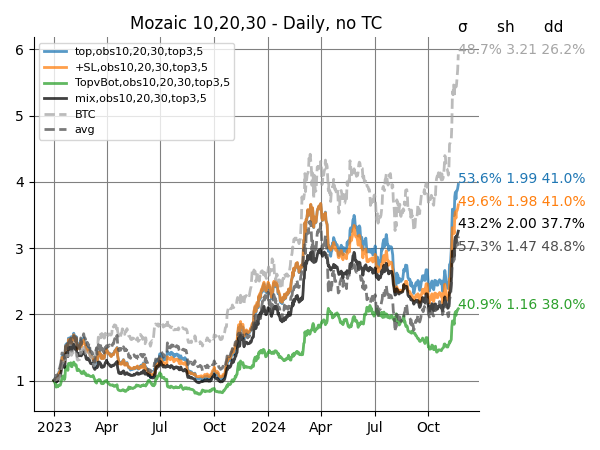 Mozaic 10,20,30 - Daily, no TC
σ sh dd
6
5
4
3
2
1
top,obs10,20,30,top3,5
+SL,obs10,20,30,top3,5
TopvBot,obs10,20,30,top3,5
mix,obs10,20,30,top3,5
BTC
avg
48.7% 3.21 26.2%
53.6% 1.99 41.0%
49.6% 1.98 41.0%
43.2% 2.00 37.7%
57.3% 1.47 48.8%
40.9% 1.16 38.0%
2023 Apr Jul Oct 2024 Apr Jul Oct